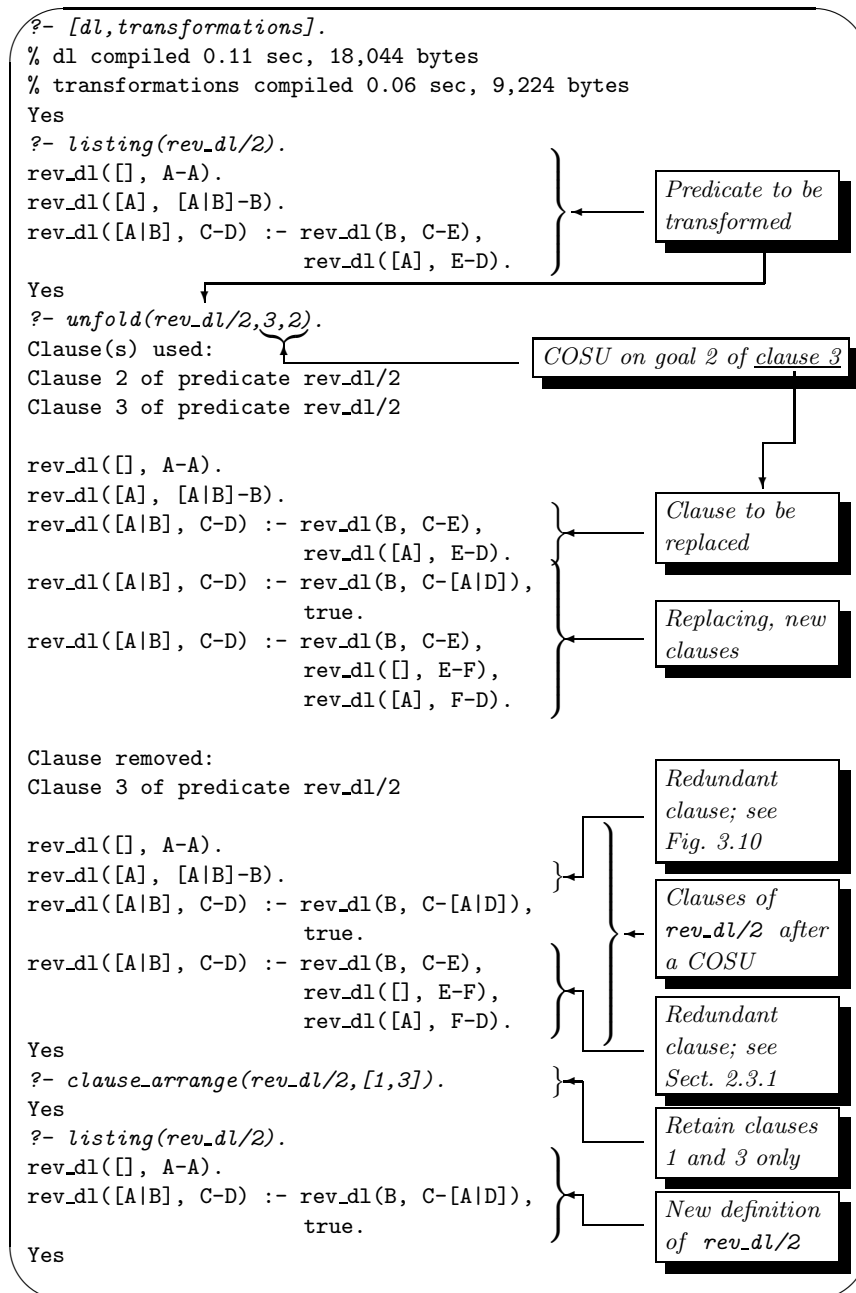 ?- [dl,transformations].
% dl compiled 0.11 sec, 18,044 bytes
% transformations compiled 0.06 sec, 9,224 bytes
Yes
?- listing(rev_dl/2).
rev_dl([], A-A).
rev_dl([A], [A|B]-B).
rev_dl([A|B], C-D) :- rev_dl(B, C-E),
rev_dl([A], E-D).
Predicate to be
transformed
Yes
?- unfold(rev_dl/2,3,2).
Clause(s) used:
COSU on goal 2 of clause 3
Clause 2 of predicate rev_dl/2
Clause 3 of predicate rev_dl/2
rev_dl([], A-A).
rev_dl([A], [A|B]-B).
rev_dl([A|B], C-D) :- rev_dl(B, C-E),
rev_dl([A], E-D).
Clause to be
replaced
rev_dl([A|B], C-D) :- rev_dl(B, C-[A|D]),
true.
rev_dl([A|B], C-D) :- rev_dl(B, C-E),
rev_dl([], E-F),
rev_dl([A], F-D).
Replacing, new
clauses
Clause removed:
Clause 3 of predicate rev_dl/2
Redundant
clause; see
Fig. 3.10
rev_dl([], A-A).
rev_dl([A], [A|B]-B).
rev_dl([A|B], C-D) :- rev_dl(B, C-[A|D]),
true.
rev_dl([A|B], C-D) :- rev_dl(B, C-E),
rev_dl([], E-F),
rev_dl([A], F-D).
Clauses of
rev_dl/2 after
a COSU
Redundant
clause; see
Sect. 2.3.1
Yes
?- clause_arrange(rev_dl/2,[1,3]).
Retain clauses
1 and 3 only
Yes
?- listing(rev_dl/2).
rev_dl([], A-A).
rev_dl([A|B], C-D) :- rev_dl(B, C-[A|D]),
true.
New definition
of rev_dl/2
Yes